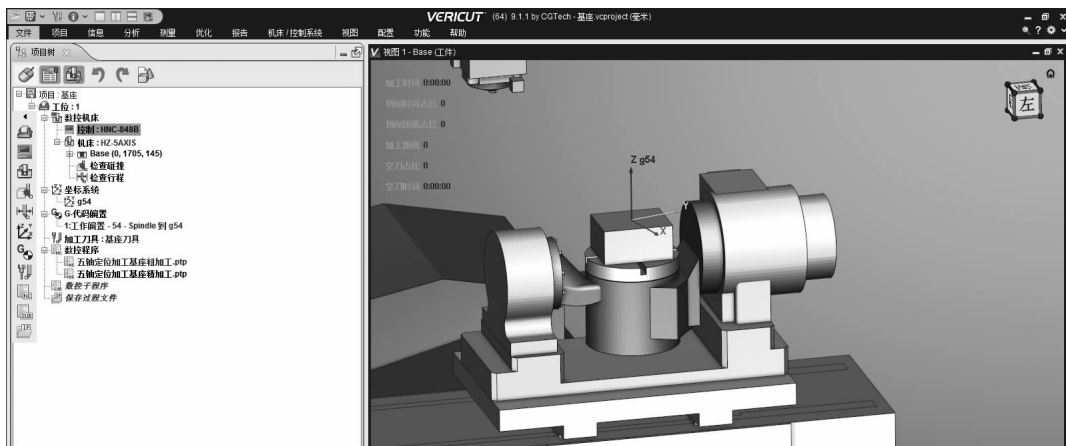 VERICUT (64) 9.1.1 by CGTech - 基座.vcproject (毫米)
文件 项目 信息 分析 测量 优化 报告 机床/控制系统 视图 配置 功能 帮助
项目树
项目 : 基座
工位 : 1
数控机床
控制 : HNC-848B
机床 : HZ-5AXIS
Base (0, 1705, 145)
检查碰撞
检查行程
坐标系统
g54
G-代码偏置
1:工作偏置 - 54 - Spindle 到 g54
加工刀具 : 基座刀具
数控程序
五轴定位加工基座粗加工.ptp
五轴定位加工基座精加工.ptp
数控子程序
保存过程文件
视图 1 - Base (工件)
加工时间 0:00:00
0
0
加工距离 0
空刀占比 0
空刀时间 0:00:00
Z g54
Y
X
左